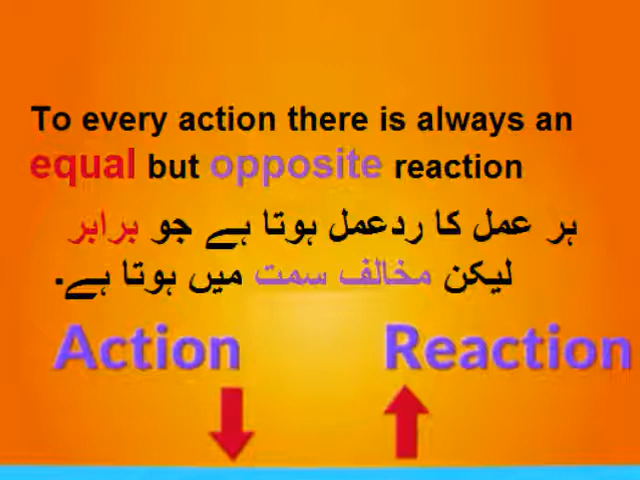 To every action there is always an
equal but opposite reaction
ہر عمل کا ردعمل ہوتا ہے جو برابر
لیکن مخالف سمت میں ہوتا ہے۔
Action Reaction